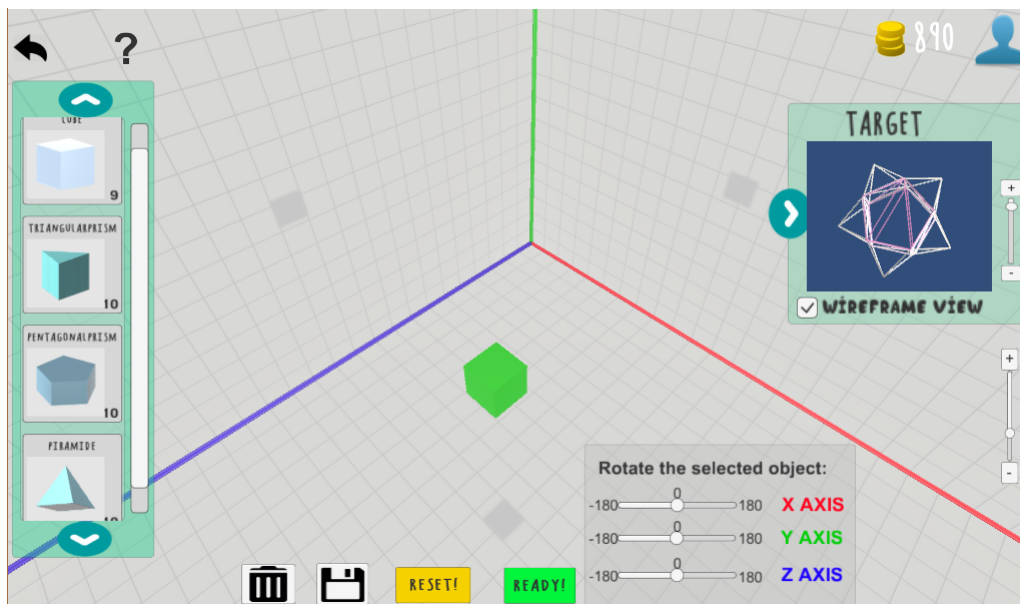 ?
890
CUBE
9
TRIANGULARPRISM
10
PENTAGONALPRISM
10
PIRAMIDE
10
TARGET
+
-
✓ WIREFRAME VIEW
+
-
Rotate the selected object:
0
-180 180 X AXIS
0
-180 180 Y AXIS
0
-180 180 Z AXIS
RESET!
READY!